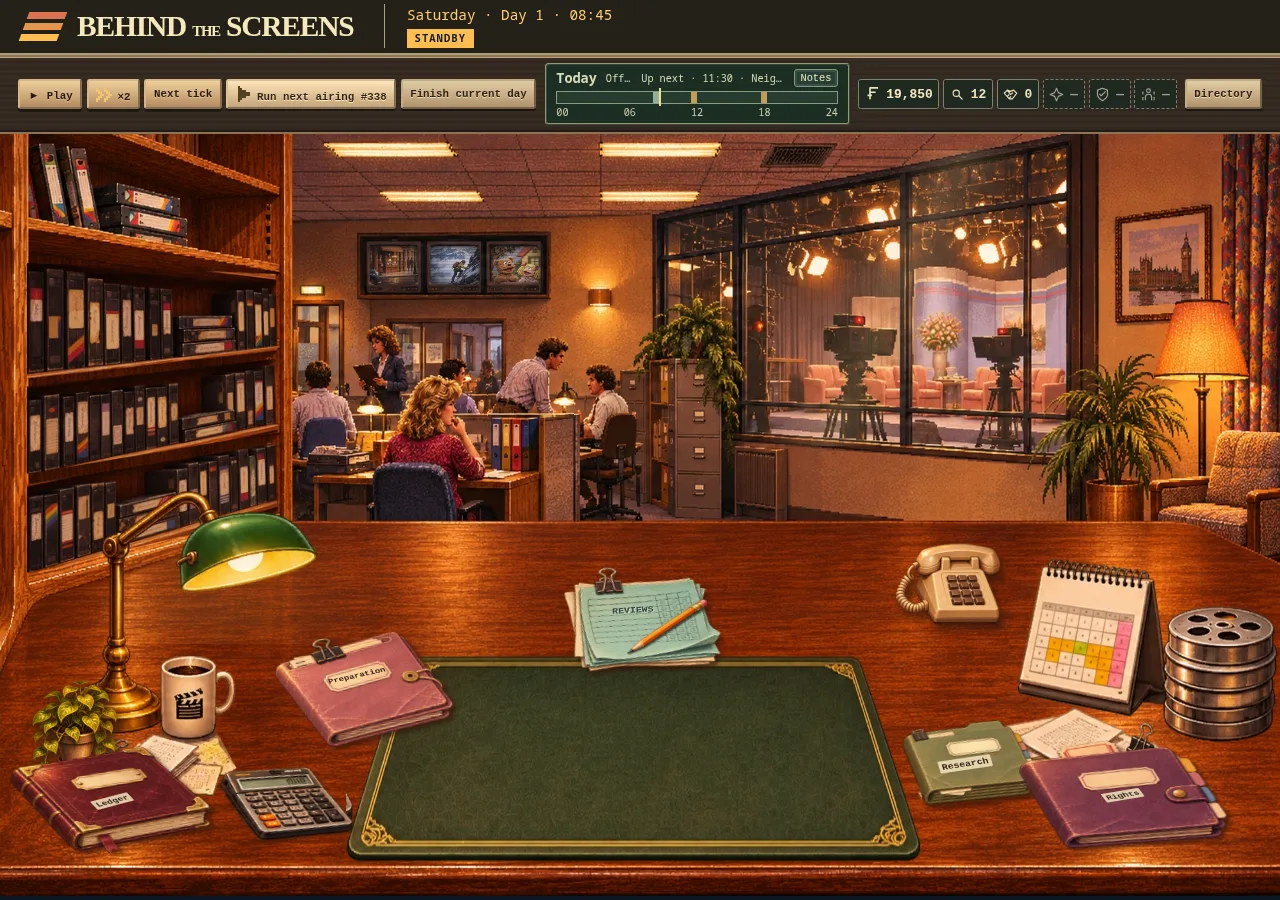 BEHIND THE SCREENS
Saturday · Day 1 · 08:45
STANDBY
► Play
×2
Next tick
Run next airing #338
Finish current day
Today Off… Up next · 11:30 · Neig… Notes
00 06 12 18 24
19,850
12
0
—
—
—
Directory
REVIEWS
Preparation
Ledger
Research
Rights